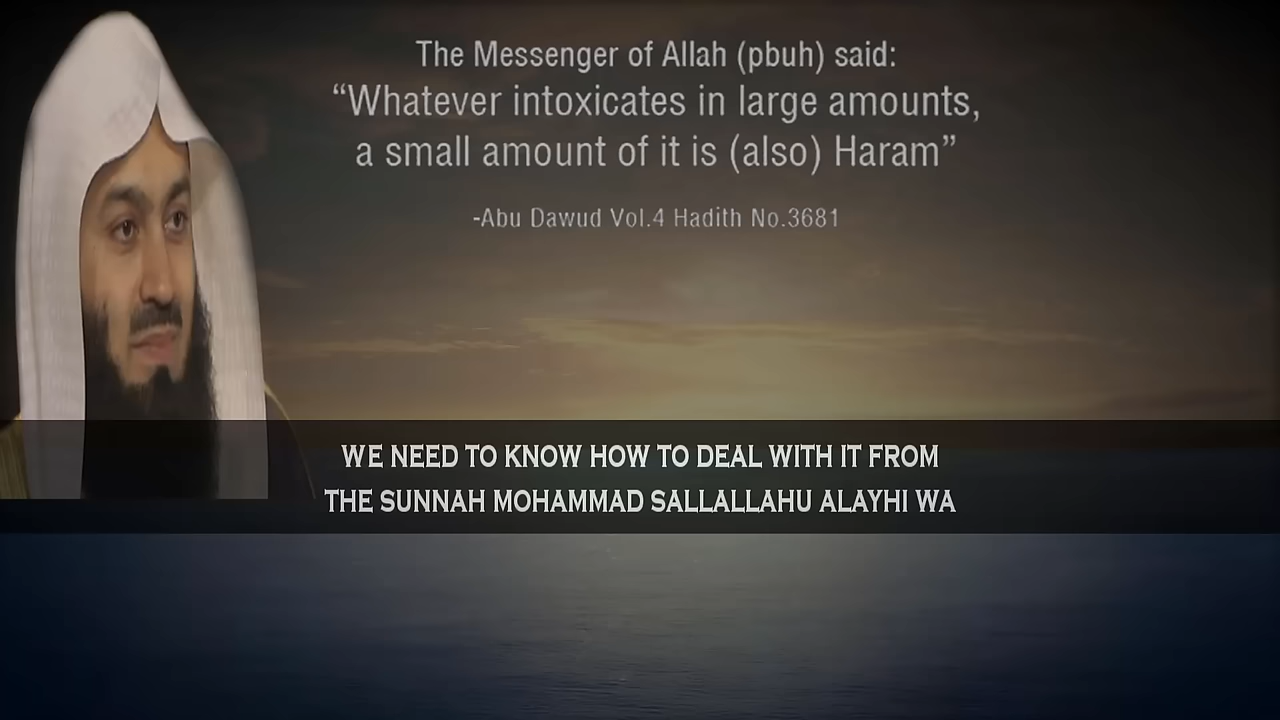 The Messenger of Allah (pbuh) said:
“Whatever intoxicates in large amounts,
a small amount of it is (also) Haram”
-Abu Dawud Vol.4 Hadith No.3681
WE NEED TO KNOW HOW TO DEAL WITH IT FROM
THE SUNNAH MOHAMMAD SALLALLAHU ALAYHI WA